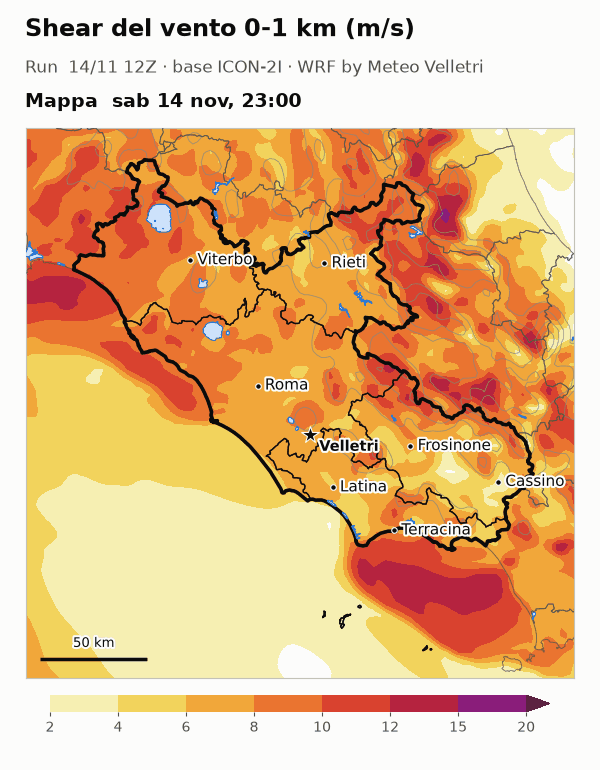 Shear del vento 0-1 km (m/s)
Run  14/11 12Z · base ICON-2I · WRF by Meteo Velletri
Mappa  sab 14 nov, 23:00
Viterbo
Rieti
Roma
Velletri
Frosinone
Cassino
Latina
Terracina
50 km
2 4 6 8 10 12 15 20